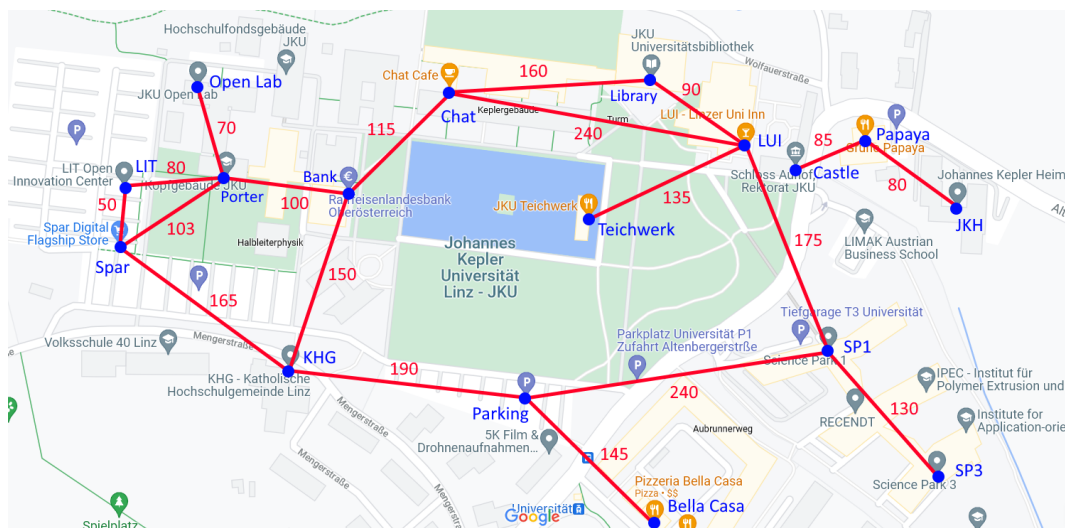 Hochschulfondsgebäude
JKU
JKU
Universitätsbibliothek
Wolfauerstraße
Chat Cafe
160
Open Lab
JKU Open Lab
Library
90
Keplergebäude
Turm
LUI - Linzer Uni Inn
Chat
240
70
115
LUI
85
Papaya
LIT
80
LIT Open
Innovation Center
Kopfgebäude JKU
Porter
Bank
100
Raiffeisenlandesbank
Oberösterreich
Castle
Rektorat JKU
80
Johannes Kepler Heim
50
103
JKU Teichwerk
135
Teichwerk
JKH
Spar Digital
Flagship Store
Spar
Halbleiterphysik
Johannes
Kepler
Universität
Linz - JKU
LIMAK Austrian
Business School
175
150
165
Mengerstraße
Volksschule 40 Linz
Tiefgarage T3 Universität
Parkplatz Universität P1
Zufahrt Altenbergerstrße
SP1
Science Park 1
KHG
KHG - Katholische
Hochschulgemeinde Linz
190
Parking
240
IPEC - Institut für
Polymer Extrusion und
130
RECENDT
Institute for
Application-orie
Mengerstraße
Mengerstraße
5K Film &
Drohnenaufnahmen...
Aubrunnerweg
145
SP3
Science Park 3
Pizzeria Bella Casa
Pizza • $$
Bella Casa
Universität
Google
Spielplatz